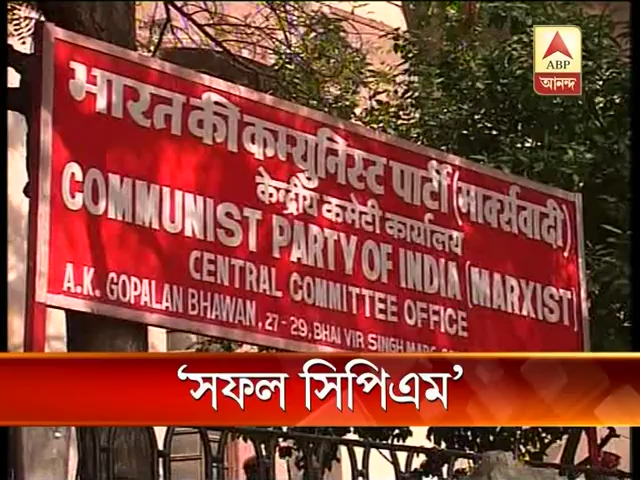 ABP
আনন্দ
भारत की कम्युनिस्ट पार्टी (मार्क्सवादी)
केन्द्रीय कमेटी कार्यालय
COMMUNIST PARTY OF INDIA (MARXIST)
CENTRAL COMMITTEE OFFICE
A.K. GOPALAN BHAWAN, 27-29, BHAI VIR SINGH MARG
‘সফল সিপিএম’